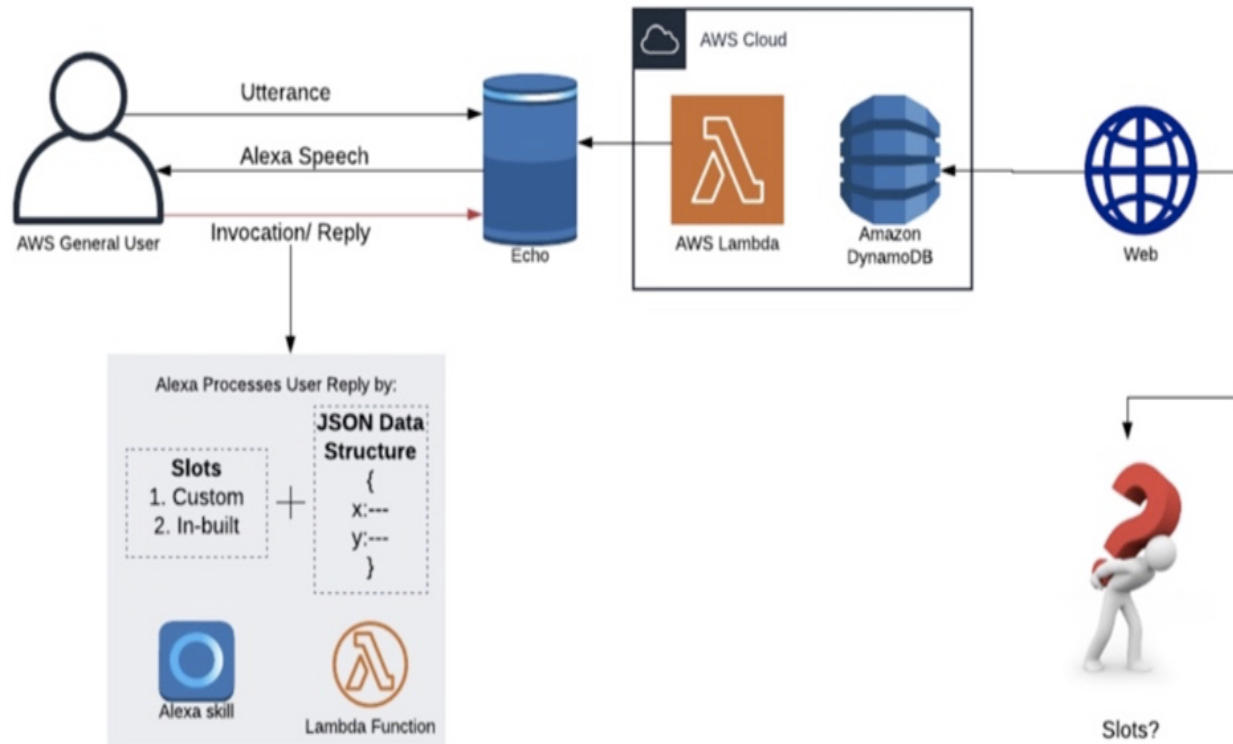 AWS Cloud
Utterance
Alexa Speech
Invocation/ Reply
AWS General User
Echo
AWS Lambda
Amazon
DynamoDB
Web
Alexa Processes User Reply by:
Slots
1. Custom
2. In-built
JSON Data
Structure
{
x:---
y:---
}
Alexa skill
Lambda Function
Slots?